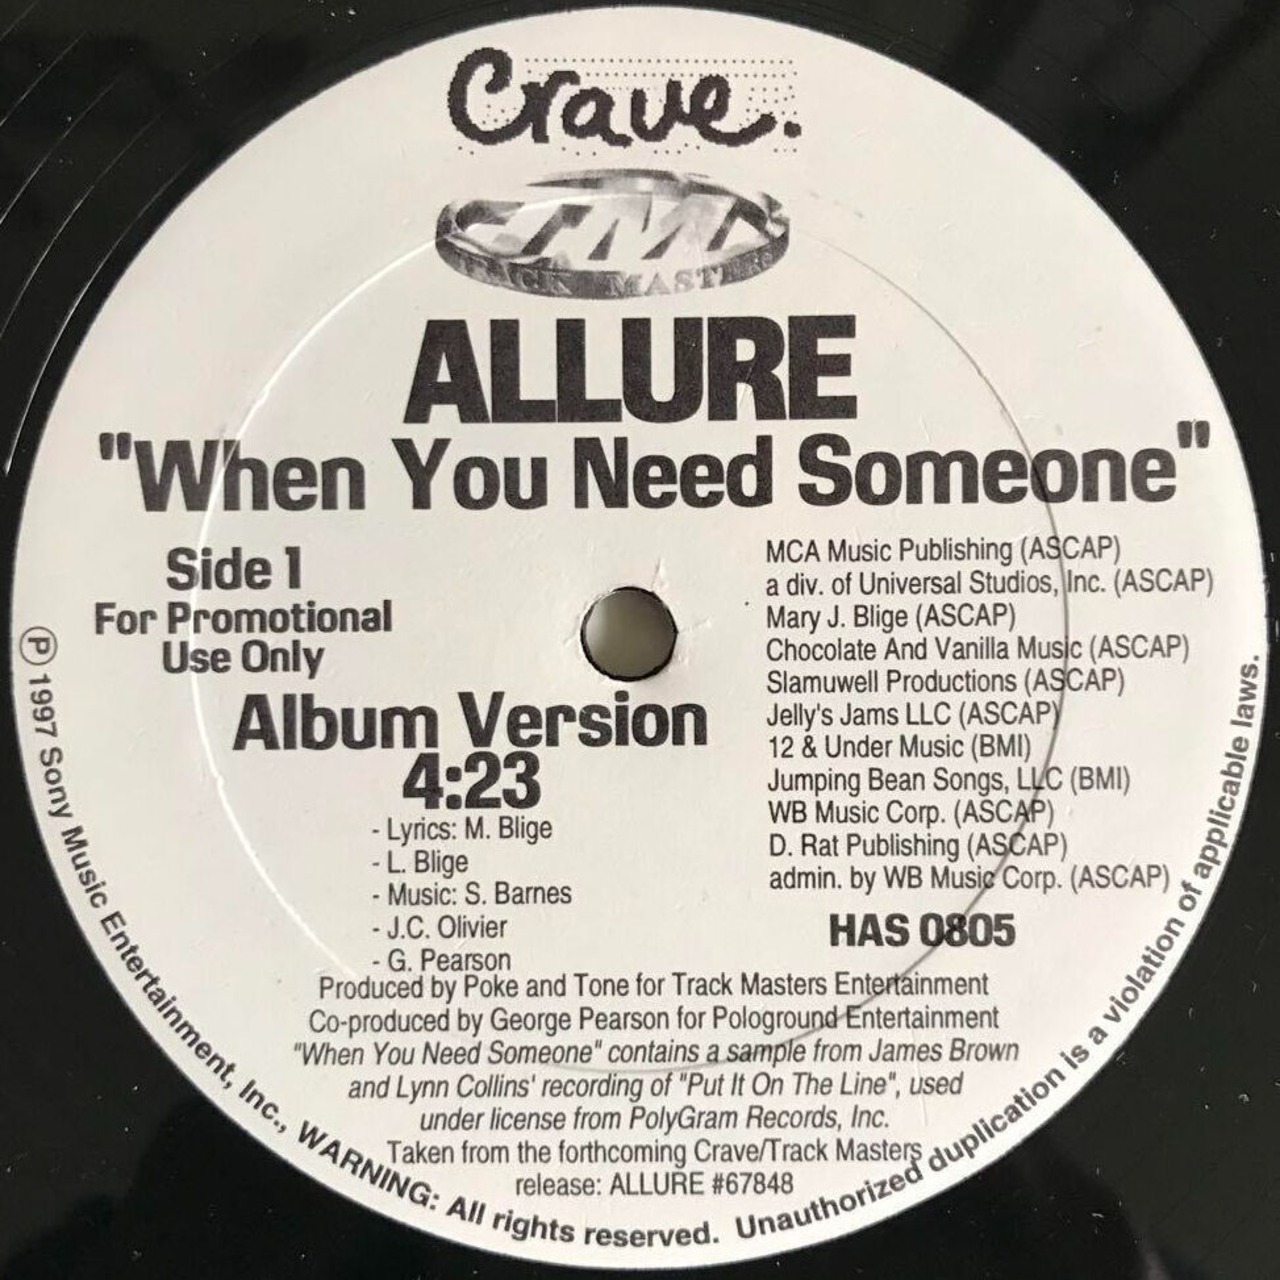 Crave.
TM
TRACK MASTERS
ALLURE
"When You Need Someone"
Side 1
For Promotional
Use Only
Album Version
4:23
- Lyrics: M. Blige
- L. Blige
- Music: S. Barnes
- J.C. Olivier
- G. Pearson
MCA Music Publishing (ASCAP)
a div. of Universal Studios, Inc. (ASCAP)
Mary J. Blige (ASCAP)
Chocolate And Vanilla Music (ASCAP)
Slamuwell Productions (ASCAP)
Jelly's Jams LLC (ASCAP)
12 & Under Music (BMI)
Jumping Bean Songs, LLC (BMI)
WB Music Corp. (ASCAP)
D. Rat Publishing (ASCAP)
admin. by WB Music Corp. (ASCAP)
HAS 0805
Produced by Poke and Tone for Track Masters Entertainment
Co-produced by George Pearson for Pologround Entertainment
"When You Need Someone" contains a sample from James Brown
and Lynn Collins' recording of "Put It On The Line", used
under license from PolyGram Records, Inc.
Taken from the forthcoming Crave/Track Masters
release: ALLURE #67848
Ⓟ 1997 Sony Music Entertainment, Inc., WARNING: All rights reserved. Unauthorized duplication is a violation of applicable laws.